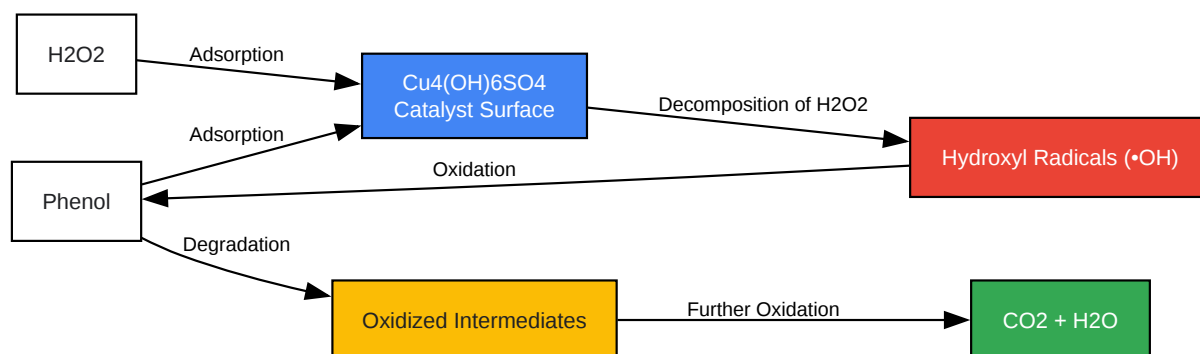 H2O2
Adsorption
Cu4(OH)6SO4
Catalyst Surface
Decomposition of H2O2
Adsorption
Hydroxyl Radicals (•OH)
Oxidation
Phenol
Degradation
Oxidized Intermediates
Further Oxidation
CO2 + H2O